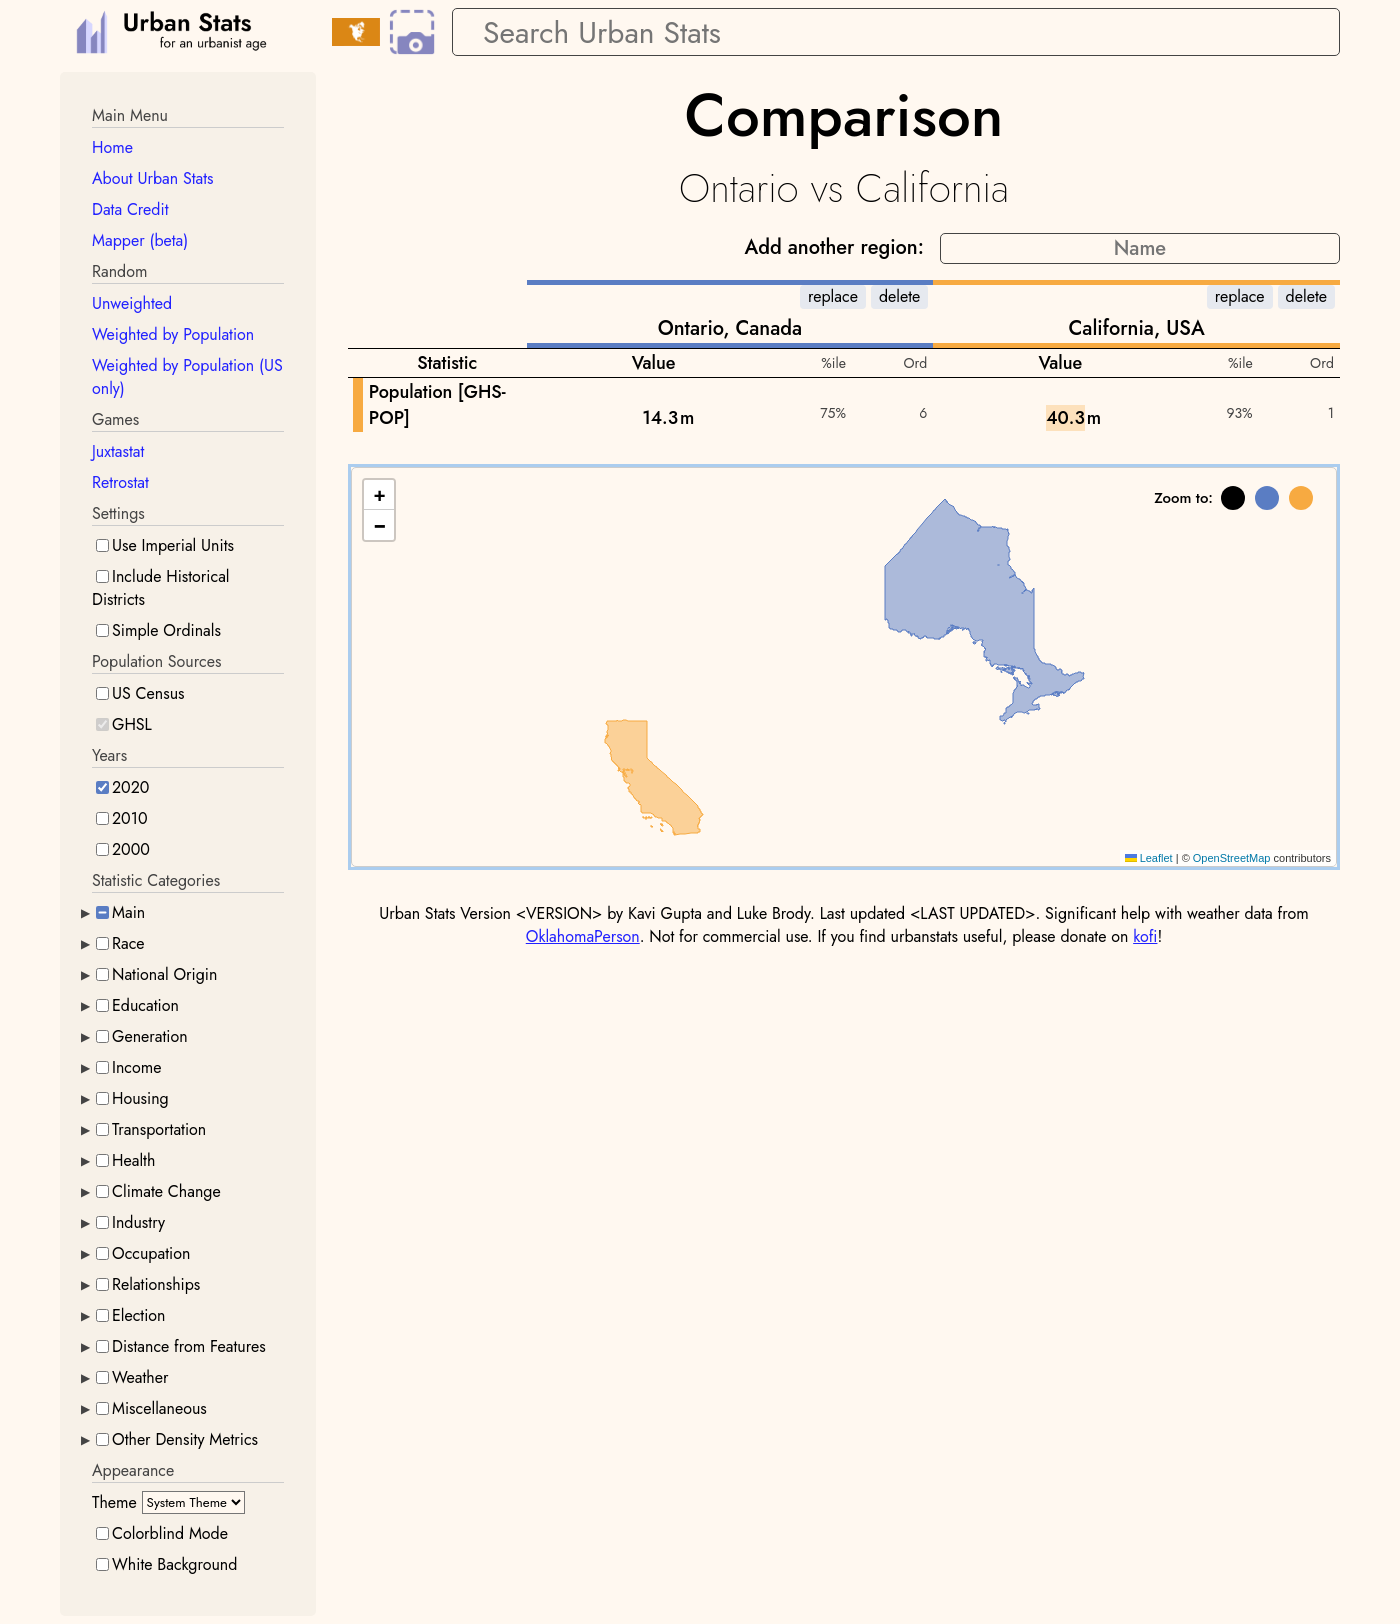 Urban Stats
for an urbanist age
Search Urban Stats
Main Menu
Home
About Urban Stats
Data Credit
Mapper (beta)
Random
Unweighted
Weighted by Population
Weighted by Population (US
only)
Games
Juxtastat
Retrostat
Settings
Use Imperial Units
Include Historical
Districts
Simple Ordinals
Population Sources
US Census
GHSL
Years
2020
2010
2000
Statistic Categories
Main
Race
National Origin
Education
Generation
Income
Housing
Transportation
Health
Climate Change
Industry
Occupation
Relationships
Election
Distance from Features
Weather
Miscellaneous
Other Density Metrics
Appearance
Theme System Theme
Colorblind Mode
White Background
Comparison
Ontario vs California
Add another region: Name
replace delete replace delete
Ontario, Canada California, USA
Statistic Value %ile Ord Value %ile Ord
Population [GHS-
POP] 14.3m 75% 6 40.3m 93% 1
+
−
Zoom to:
Leaflet | © OpenStreetMap contributors
Urban Stats Version <VERSION> by Kavi Gupta and Luke Brody. Last updated <LAST UPDATED>. Significant help with weather data from
OklahomaPerson. Not for commercial use. If you find urbanstats useful, please donate on kofi!